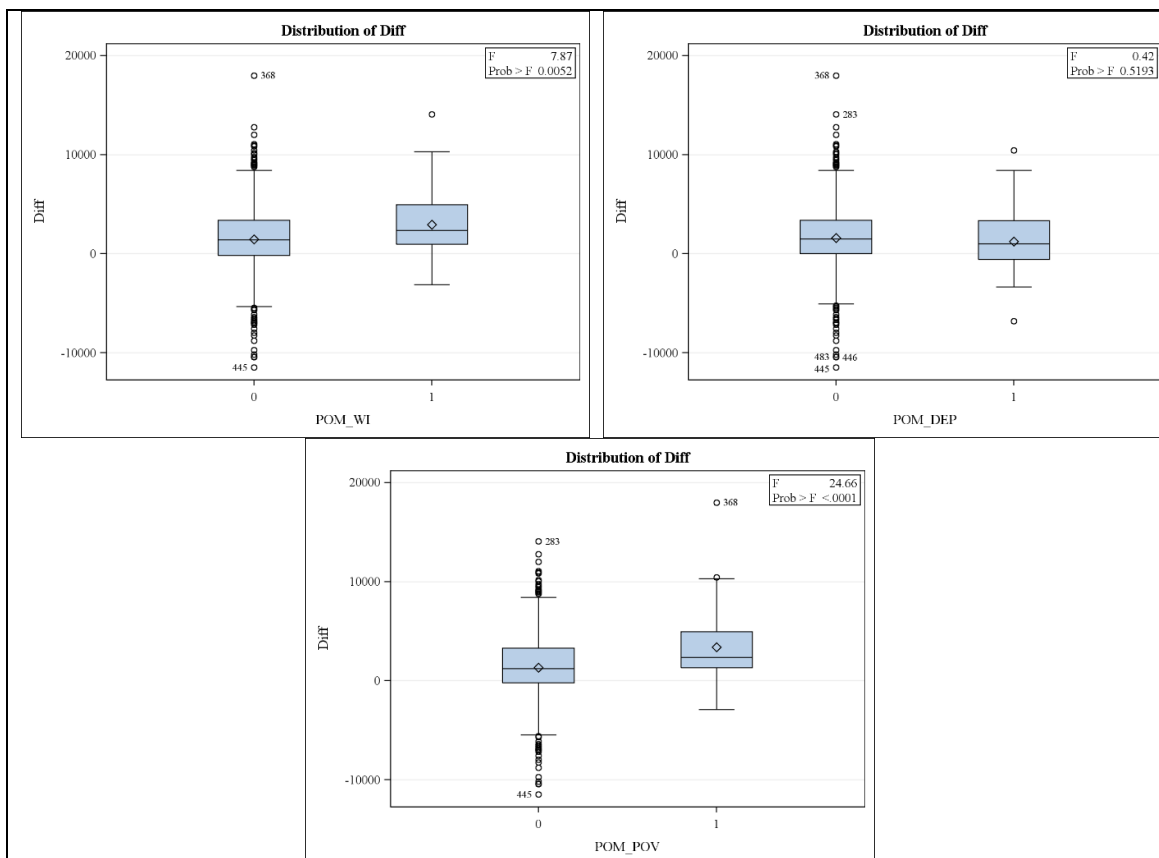 Distribution of Diff
F 7.87
Prob > F 0.0052
20000
10000
0
-10000
Diff
368
445
0 1
POM_WI
Distribution of Diff
F 0.42
Prob > F 0.5193
20000
10000
0
-10000
Diff
368
283
483 446
445
0 1
POM_DEP
Distribution of Diff
F 24.66
Prob > F <.0001
20000
10000
0
-10000
Diff
283
368
445
0 1
POM_POV